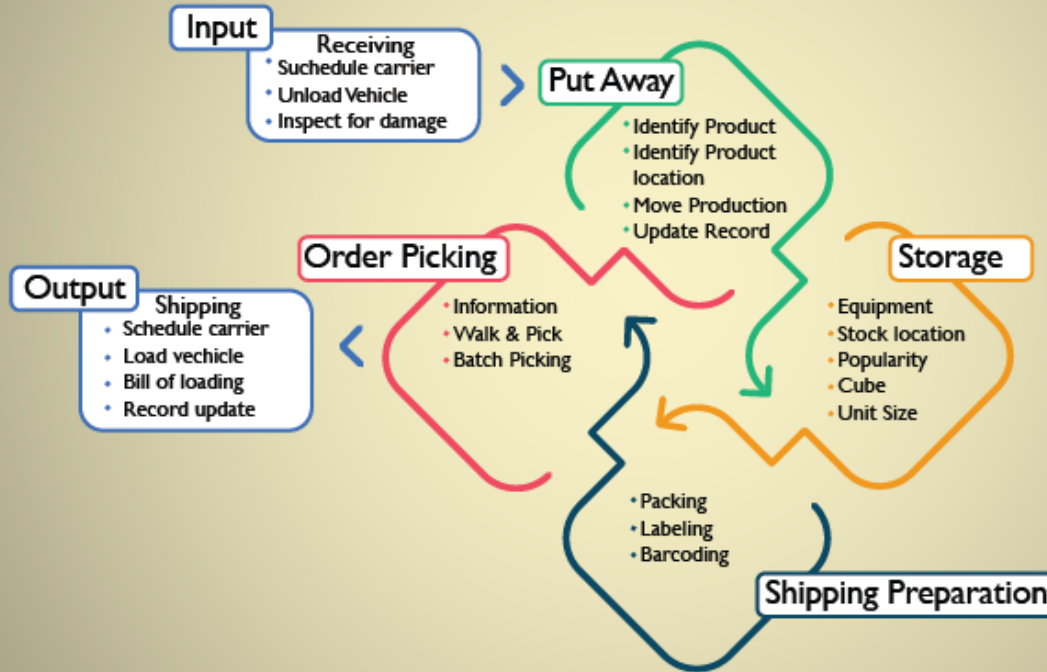 Input
Receiving
Suchedule carrier
Unload Vehicle
Inspect for damage
Put Away
Identify Product
Identify Product
location
Move Production
Update Record
Order Picking
Information
Walk & Pick
Batch Picking
Storage
Equipment
Stock location
Popularity
Cube
Unit Size
Output
Shipping
Schedule carrier
Load vechicle
Bill of loading
Record update
Packing
Labeling
Barcoding
Shipping Preparation